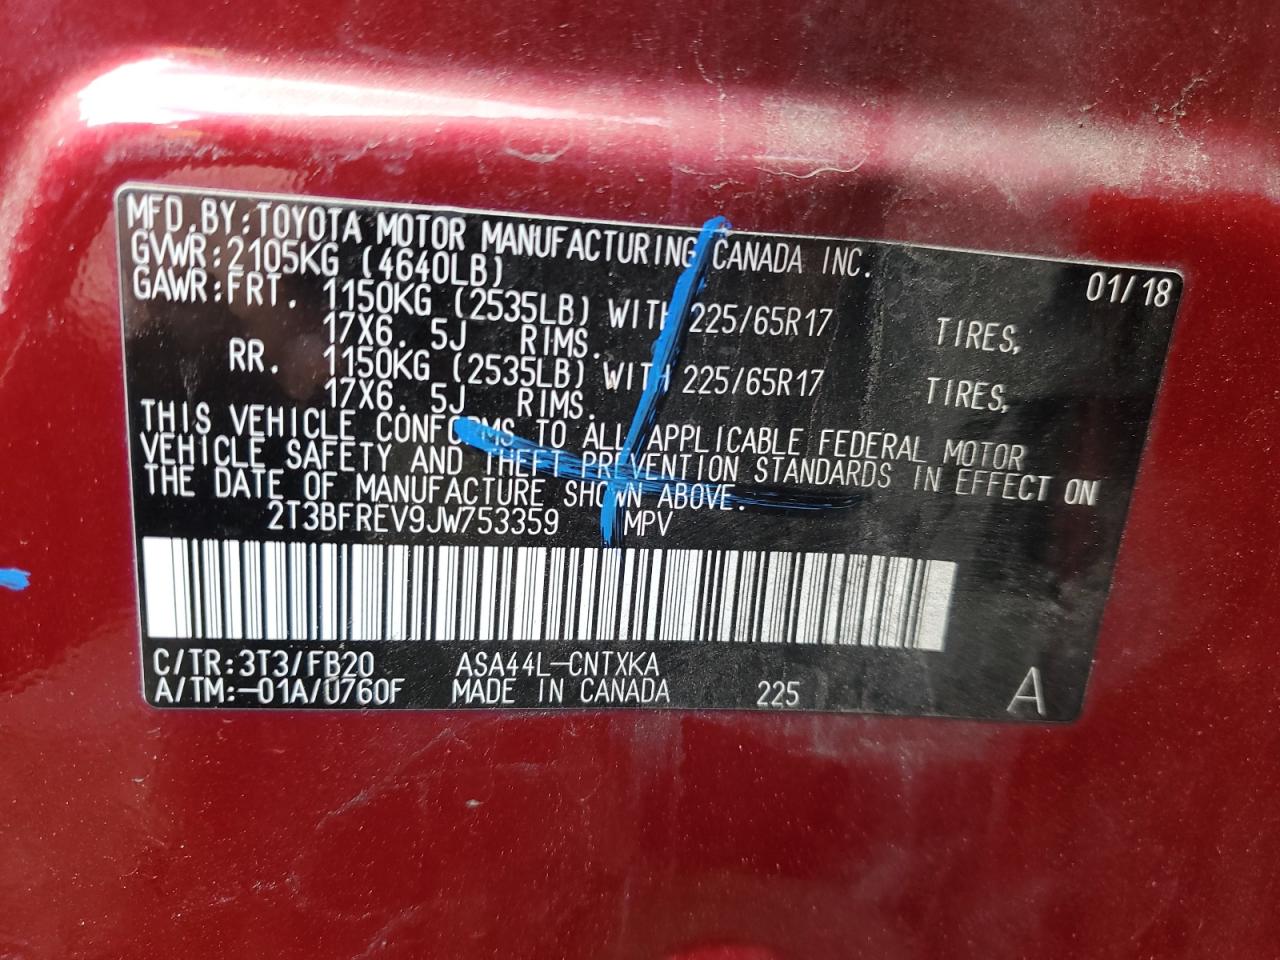 MFD.BY:TOYOTA MOTOR MANUFACTURING CANADA INC.
GVWR:2105KG (4640LB) 01/18
GAWR:FRT. 1150KG (2535LB) WITH 225/65R17 TIRES,
17X6.5J RIMS.
RR. 1150KG (2535LB) WITH 225/65R17 TIRES,
17X6.5J RIMS.
THIS VEHICLE CONFORMS TO ALL APPLICABLE FEDERAL MOTOR
VEHICLE SAFETY AND THEFT PREVENTION STANDARDS IN EFFECT ON
THE DATE OF MANUFACTURE SHOWN ABOVE.
2T3BFREV9JW753359 MPV
C/TR:3T3/FB20 ASA44L-CNTXKA
A/TM:-01A/U760F MADE IN CANADA 225 A